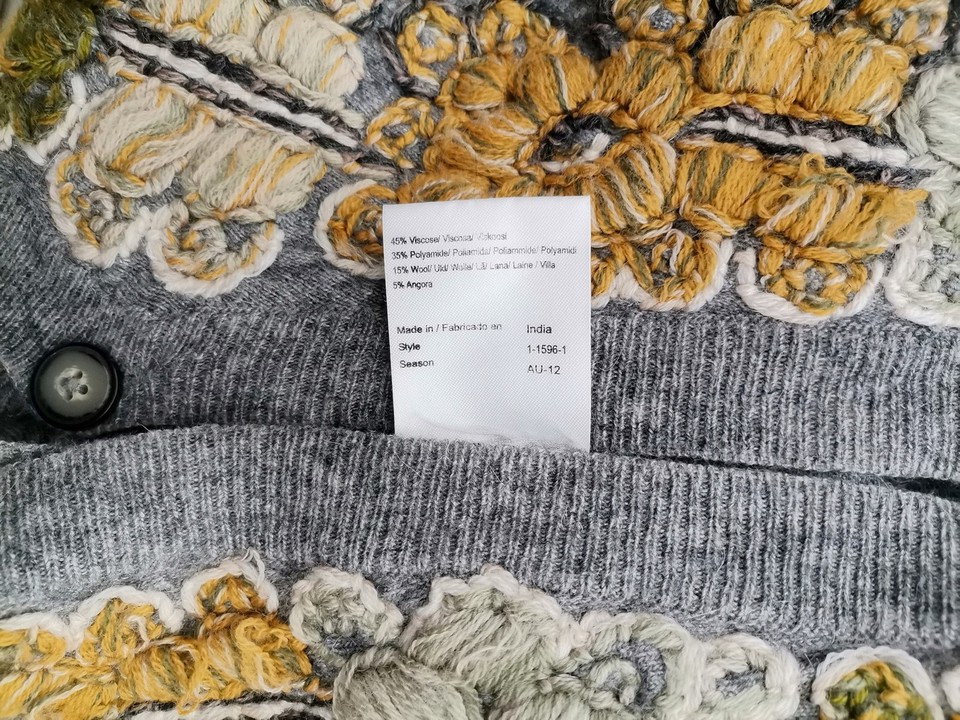 45% Viscose/ Viscosa/ Viskoosi
35% Polyamide/ Poliamida/ Poliammide/ Polyamidi
15% Wool/ Uld/ Wolle/ Ull/ Lana/ Laine / Villa
5% Angora
Made in / Fabricado en India
Style 1-1596-1
Season AU-12